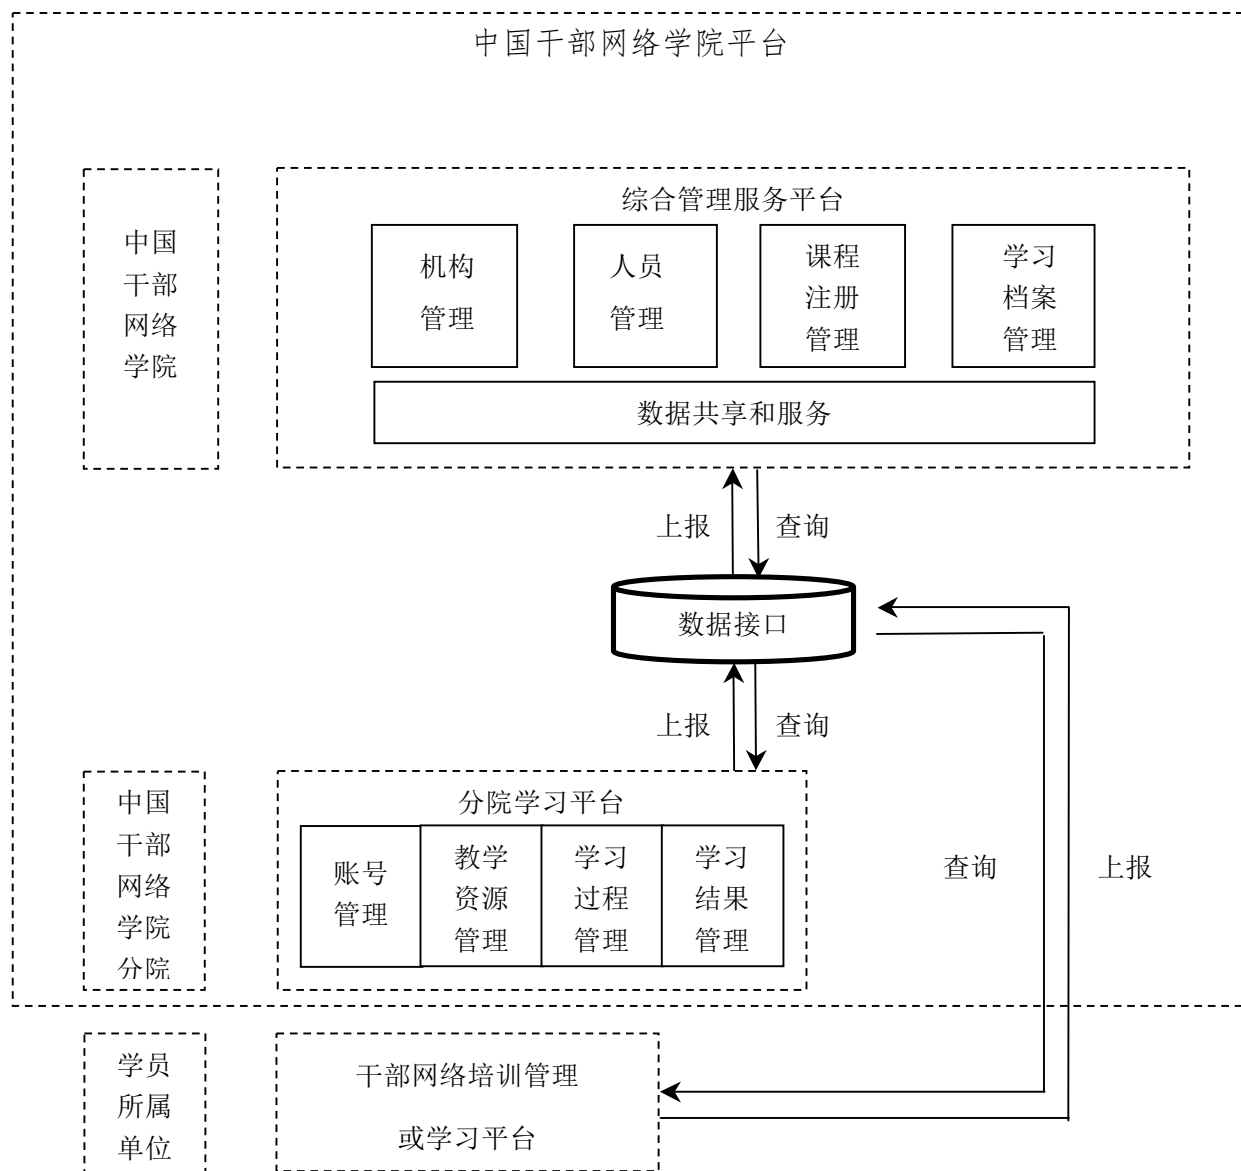 中国干部网络学院平台
中国
干部
网络
学院
综合管理服务平台
机构
管理
人员
管理
课程
注册
管理
学习
档案
管理
数据共享和服务
上报
查询
数据接口
上报
查询
中国
干部
网络
学院
分院
分院学习平台
账号
管理
教学
资源
管理
学习
过程
管理
学习
结果
管理
查询
上报
学员
所属
单位
干部网络培训管理
或学习平台